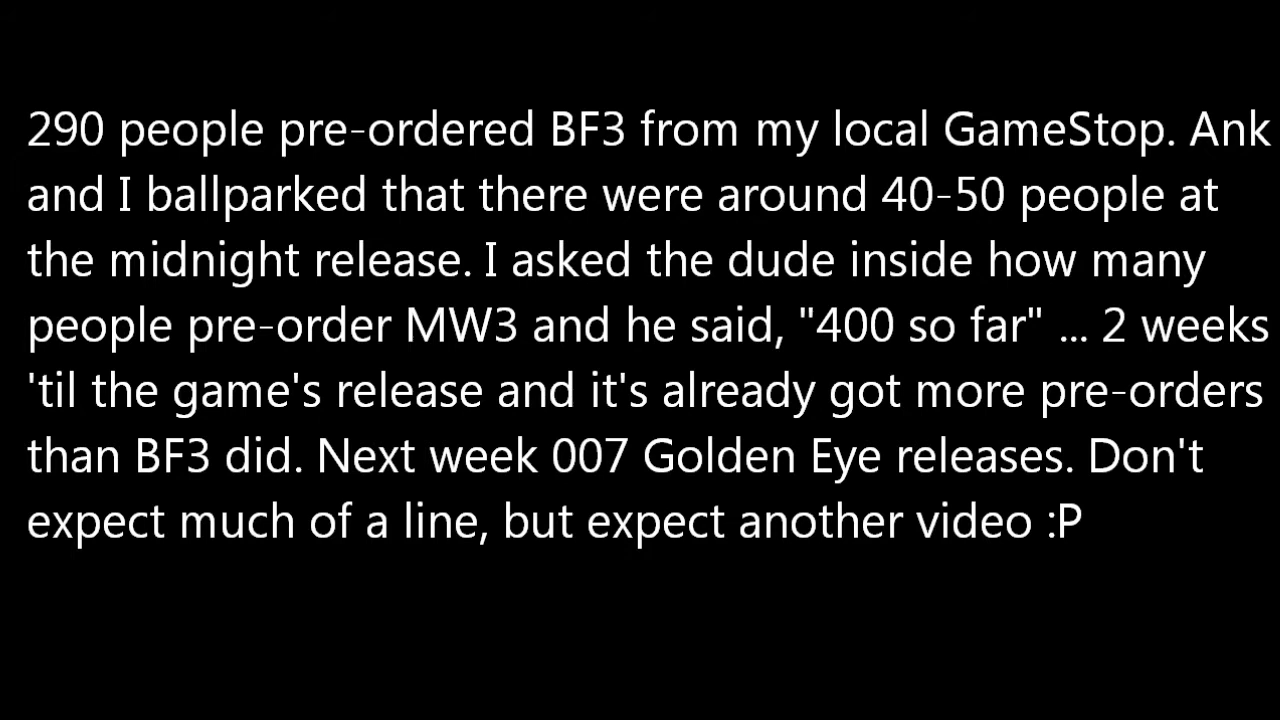 290 people pre-ordered BF3 from my local GameStop. Ank
and I ballparked that there were around 40-50 people at
the midnight release. I asked the dude inside how many
people pre-order MW3 and he said, "400 so far" ... 2 weeks
'til the game's release and it's already got more pre-orders
than BF3 did. Next week 007 Golden Eye releases. Don't
expect much of a line, but expect another video :P